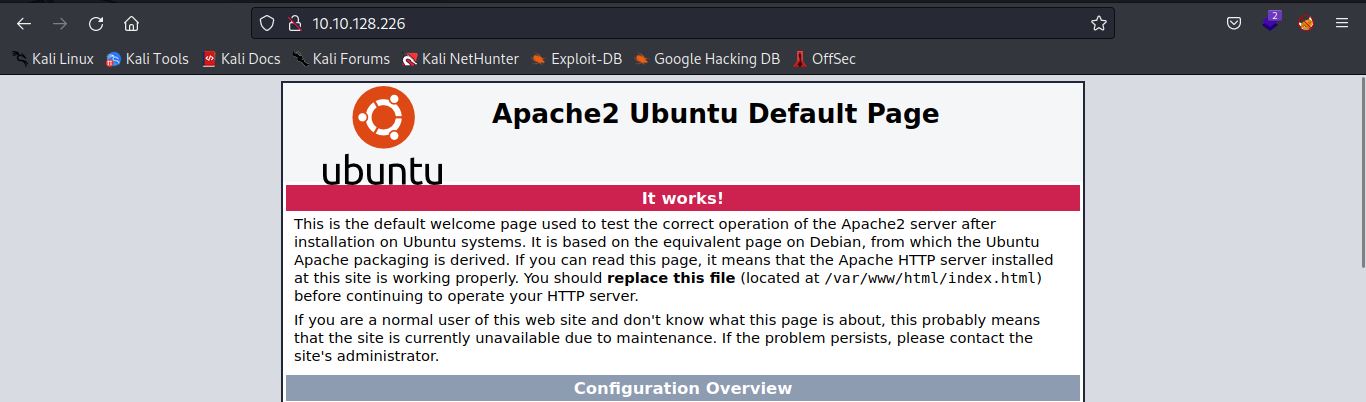 10.10.128.226
2
Kali Linux Kali Tools Kali Docs Kali Forums Kali NetHunter Exploit-DB Google Hacking DB OffSec
Apache2 Ubuntu Default Page
ubuntu
It works!
This is the default welcome page used to test the correct operation of the Apache2 server after
installation on Ubuntu systems. It is based on the equivalent page on Debian, from which the Ubuntu
Apache packaging is derived. If you can read this page, it means that the Apache HTTP server installed
at this site is working properly. You should replace this file (located at /var/www/html/index.html)
before continuing to operate your HTTP server.
If you are a normal user of this web site and don't know what this page is about, this probably means
that the site is currently unavailable due to maintenance. If the problem persists, please contact the
site's administrator.
Configuration Overview